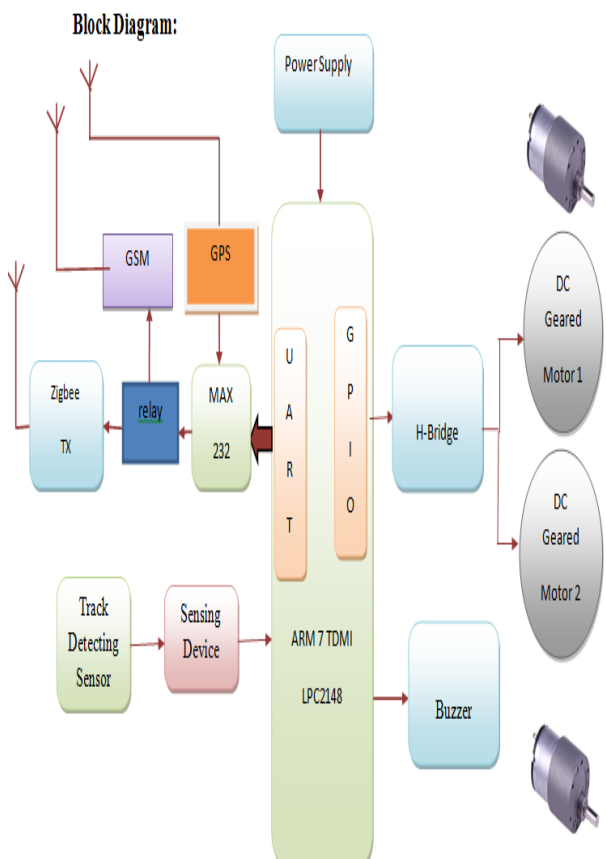 Block Diagram:
Power Supply
GSM
GPS
DC
Geared
Motor 1
U
A
R
T
G
P
I
O
Zigbee
TX
relay
MAX
232
H-Bridge
DC
Geared
Motor 2
Track
Detecting
Sensor
Sensing
Device
ARM 7 TDMI
LPC2148
Buzzer